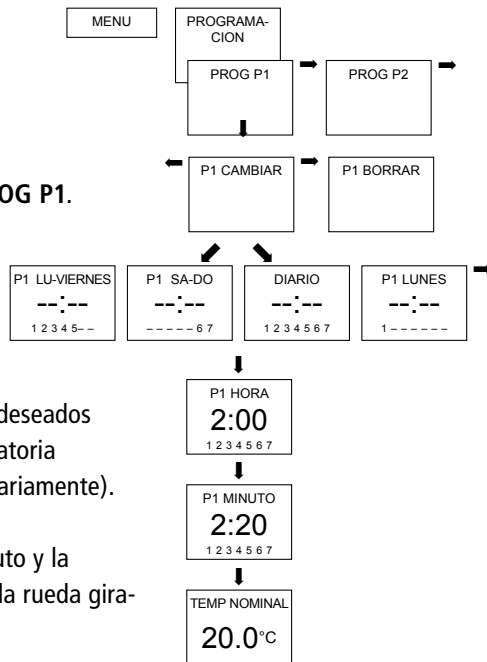 MENU
PROGRAMA-
CION
PROG P1
PROG P2
P1 CAMBIAR
P1 BORRAR
OG P1.
P1 LU-VIERNES
--:--
1 2 3 4 5 – –
P1 SA-DO
--:--
– – – – – 6 7
DIARIO
--:--
1 2 3 4 5 6 7
P1 LUNES
--:--
1 – – – – – –
deseados
atoria
ariamente).
uto y la
la rueda gira-
P1 HORA
2:00
1 2 3 4 5 6 7
P1 MINUTO
2:20
1 2 3 4 5 6 7
TEMP NOMINAL
20.0°C